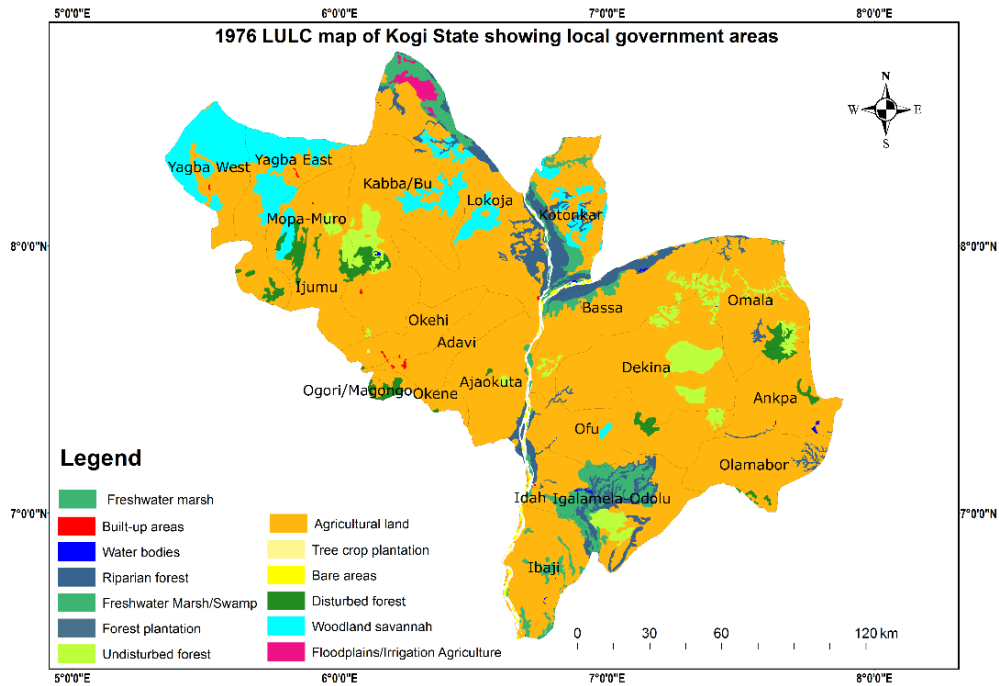 5°0'0"E 6°0'0"E 7°0'0"E 8°0'0"E
1976 LULC map of Kogi State showing local government areas
N
W E
S
Yagba West
Yagba East
Kabba/Bu
Lokoja
Kotonkar
Mopa-Muro
8°0'0"N 8°0'0"N
Ijumu
Bassa
Omala
Okehi
Adavi
Dekina
Ogori/Magongo
Okene
Ajaokuta
Ankpa
Ofu
Olamabor
Idah
Igalamela-Odolu
7°0'0"N 7°0'0"N
Ibaji
Legend
Freshwater marsh
Built-up areas
Water bodies
Riparian forest
Freshwater Marsh/Swamp
Forest plantation
Undisturbed forest
Agricultural land
Tree crop plantation
Bare areas
Disturbed forest
Woodland savannah
Floodplains/Irrigation Agriculture
0 30 60 120 km
5°0'0"E 6°0'0"E 7°0'0"E 8°0'0"E